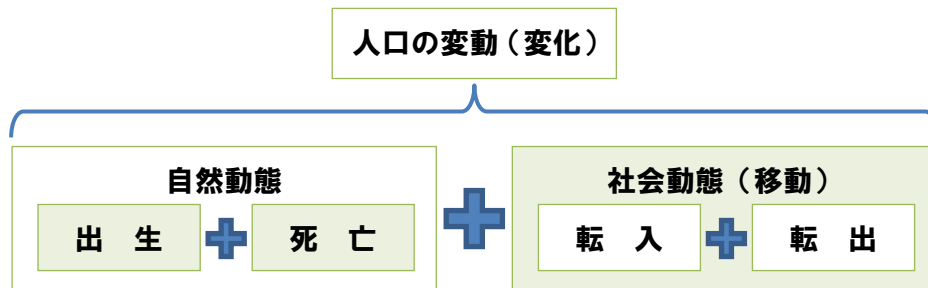 人口の変動（変化）
自然動態
出 生
死 亡
社会動態（移動）
転 入
転 出